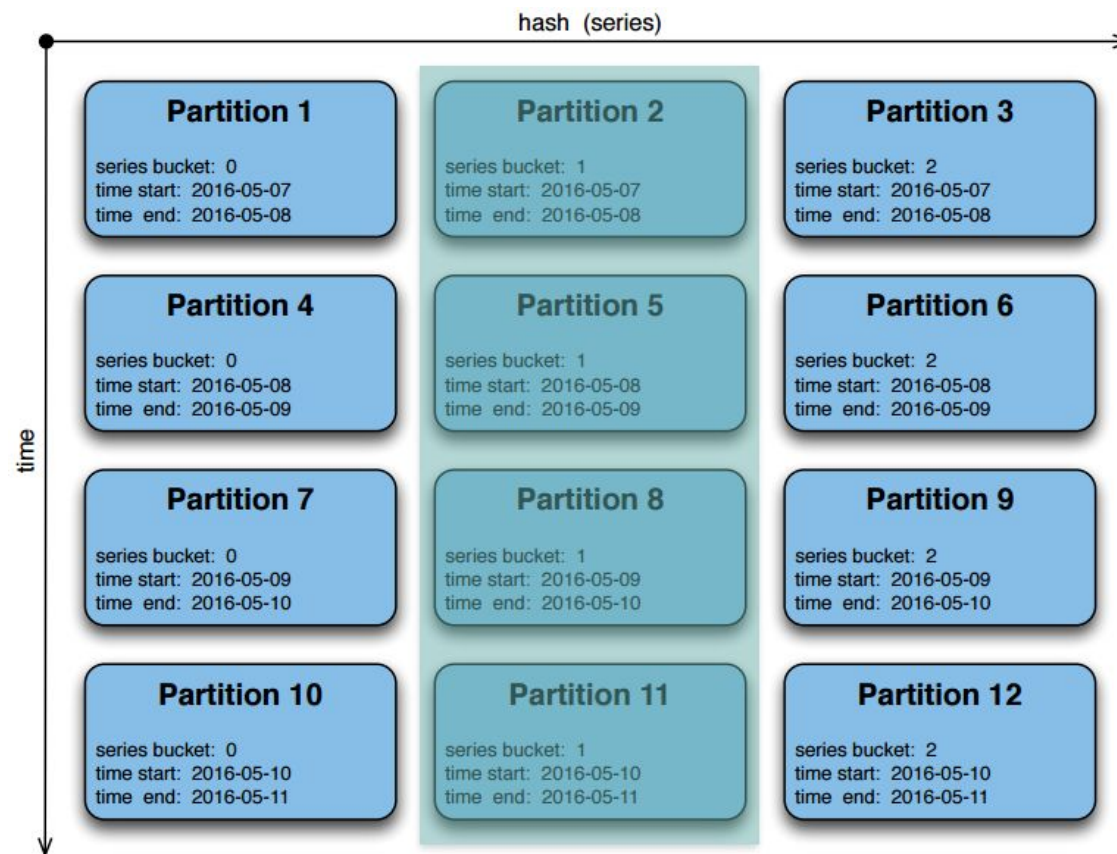 hash (series)
time
Partition 1
series bucket: 0
time start: 2016-05-07
time end: 2016-05-08
Partition 2
series bucket: 1
time start: 2016-05-07
time end: 2016-05-08
Partition 3
series bucket: 2
time start: 2016-05-07
time end: 2016-05-08
Partition 4
series bucket: 0
time start: 2016-05-08
time end: 2016-05-09
Partition 5
series bucket: 1
time start: 2016-05-08
time end: 2016-05-09
Partition 6
series bucket: 2
time start: 2016-05-08
time end: 2016-05-09
Partition 7
series bucket: 0
time start: 2016-05-09
time end: 2016-05-10
Partition 8
series bucket: 1
time start: 2016-05-09
time end: 2016-05-10
Partition 9
series bucket: 2
time start: 2016-05-09
time end: 2016-05-10
Partition 10
series bucket: 0
time start: 2016-05-10
time end: 2016-05-11
Partition 11
series bucket: 1
time start: 2016-05-10
time end: 2016-05-11
Partition 12
series bucket: 2
time start: 2016-05-10
time end: 2016-05-11